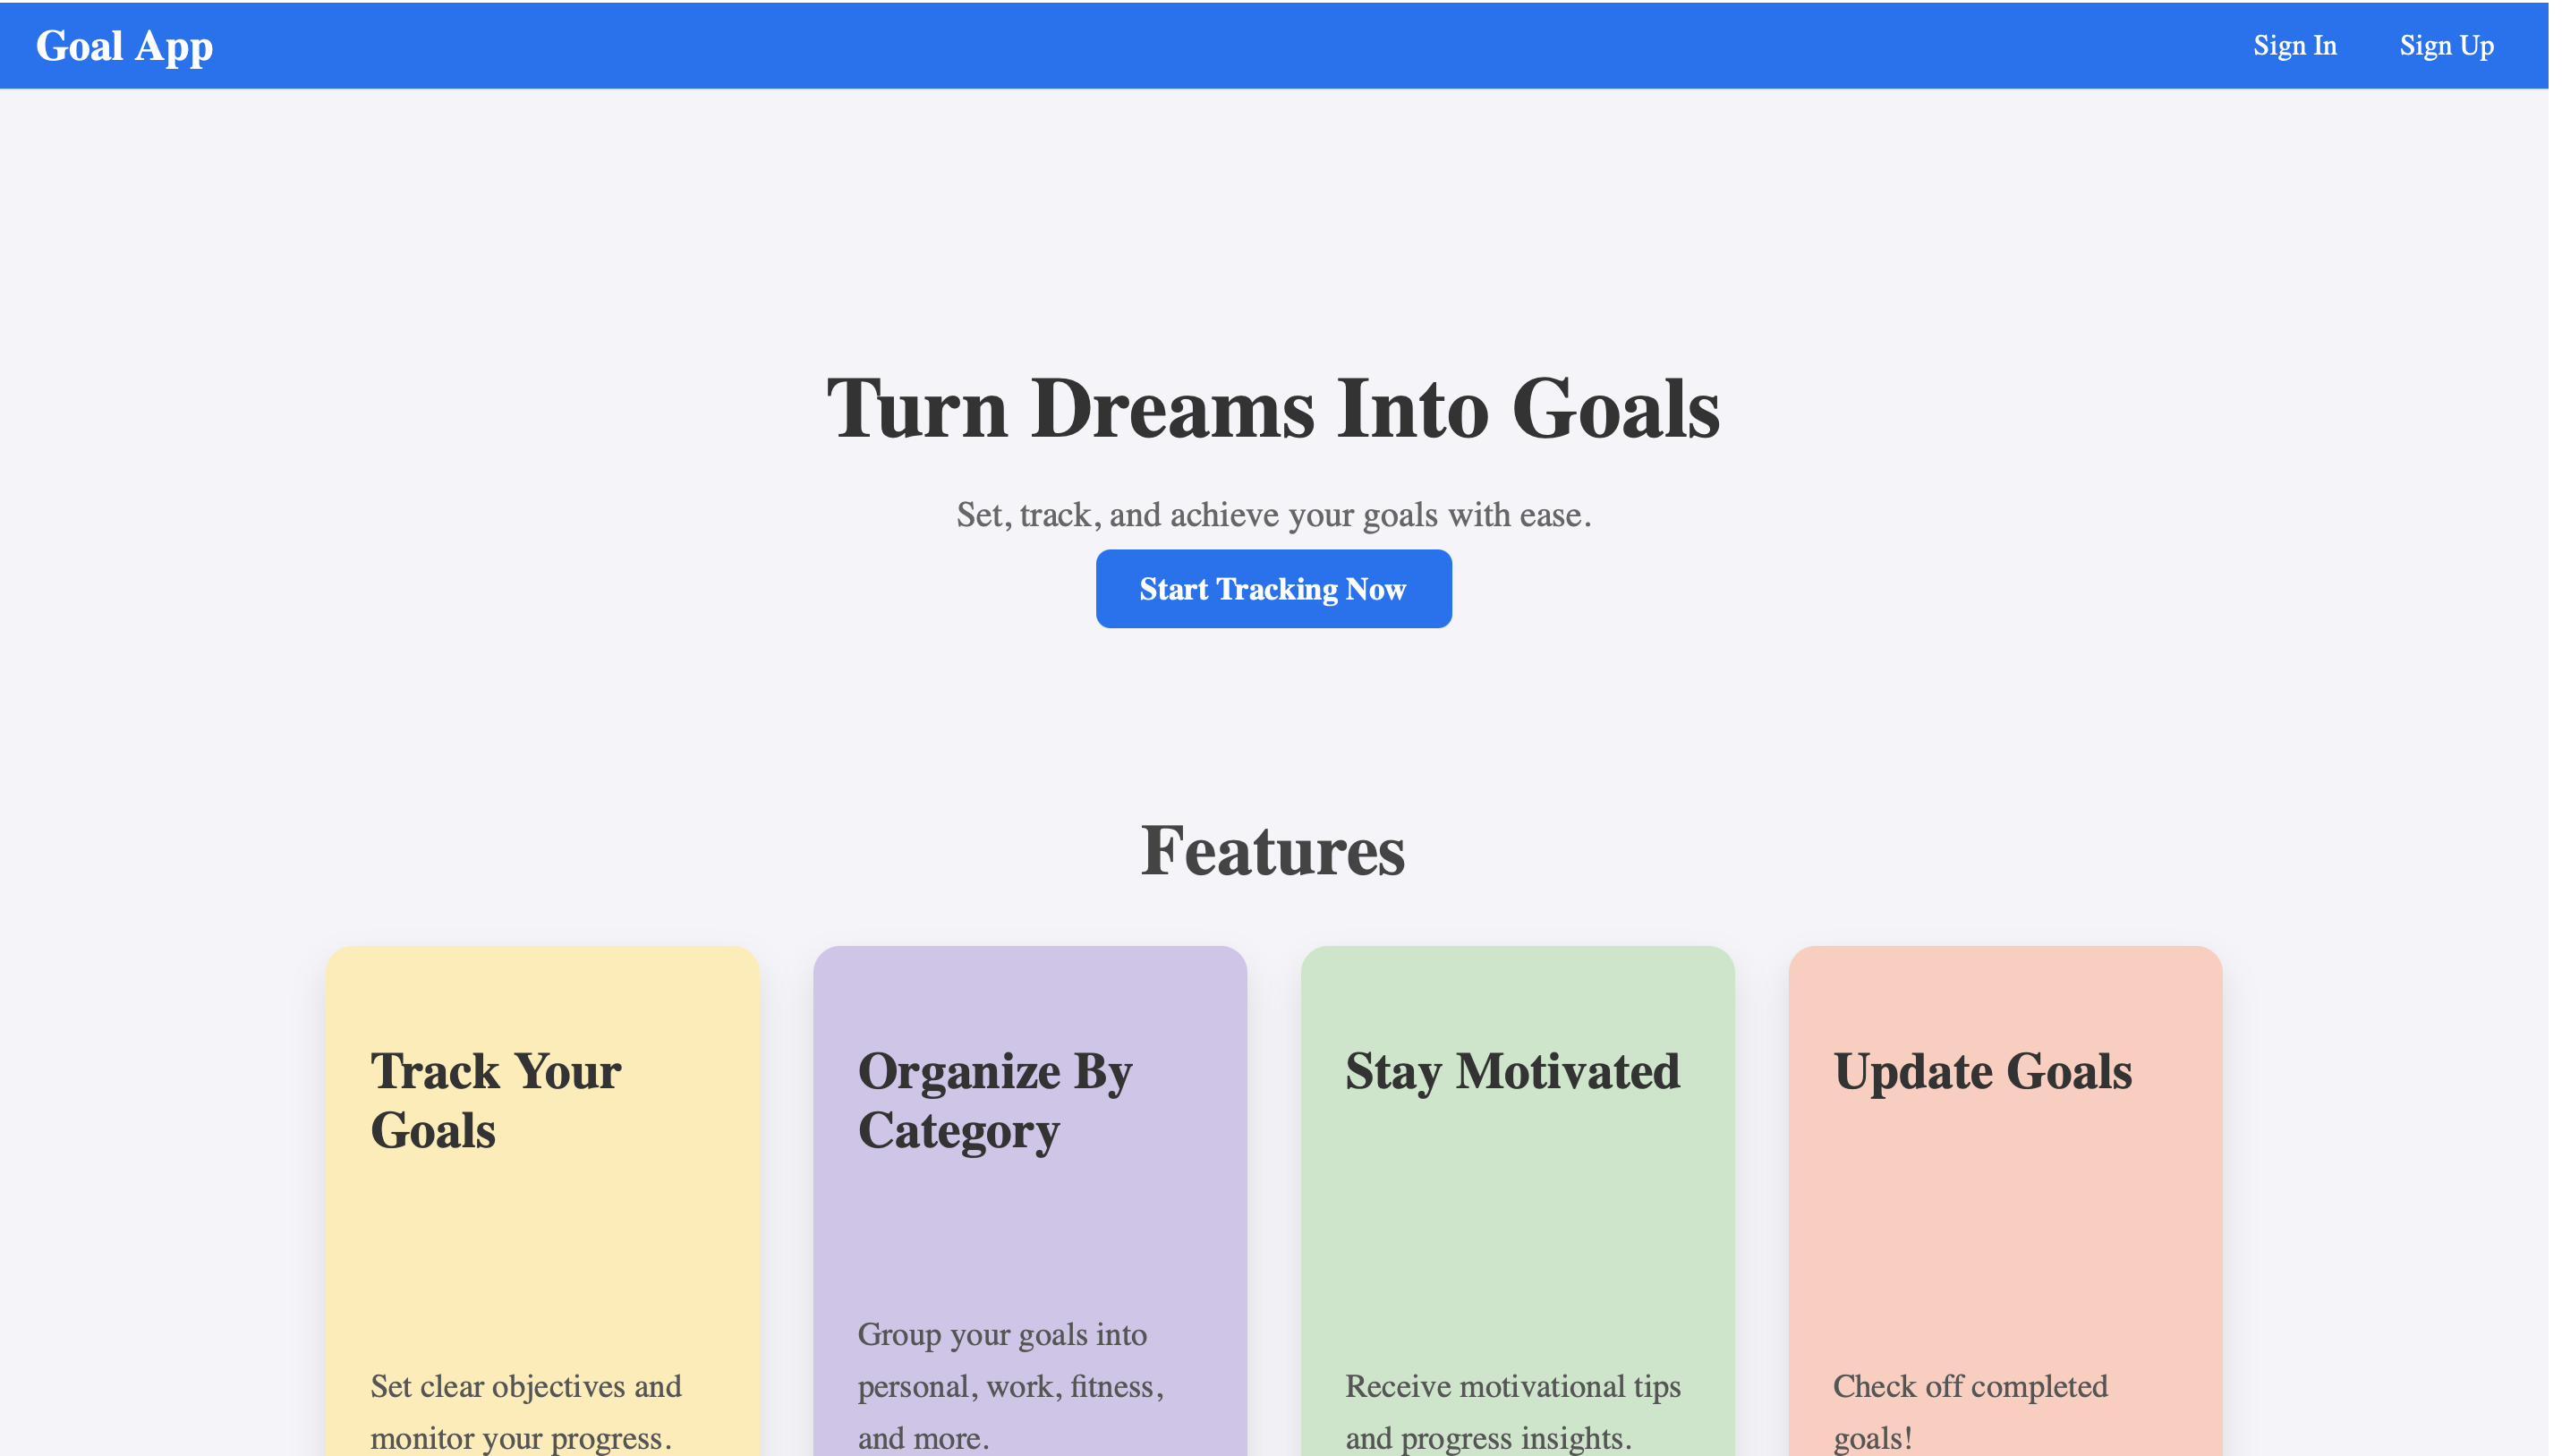 Goal App
Sign In
Sign Up
Turn Dreams Into Goals
Set, track, and achieve your goals with ease.
Start Tracking Now
Features
Track Your
Goals
Set clear objectives and
monitor your progress.
Organize By
Category
Group your goals into
personal, work, fitness,
and more.
Stay Motivated
Receive motivational tips
and progress insights.
Update Goals
Check off completed
goals!